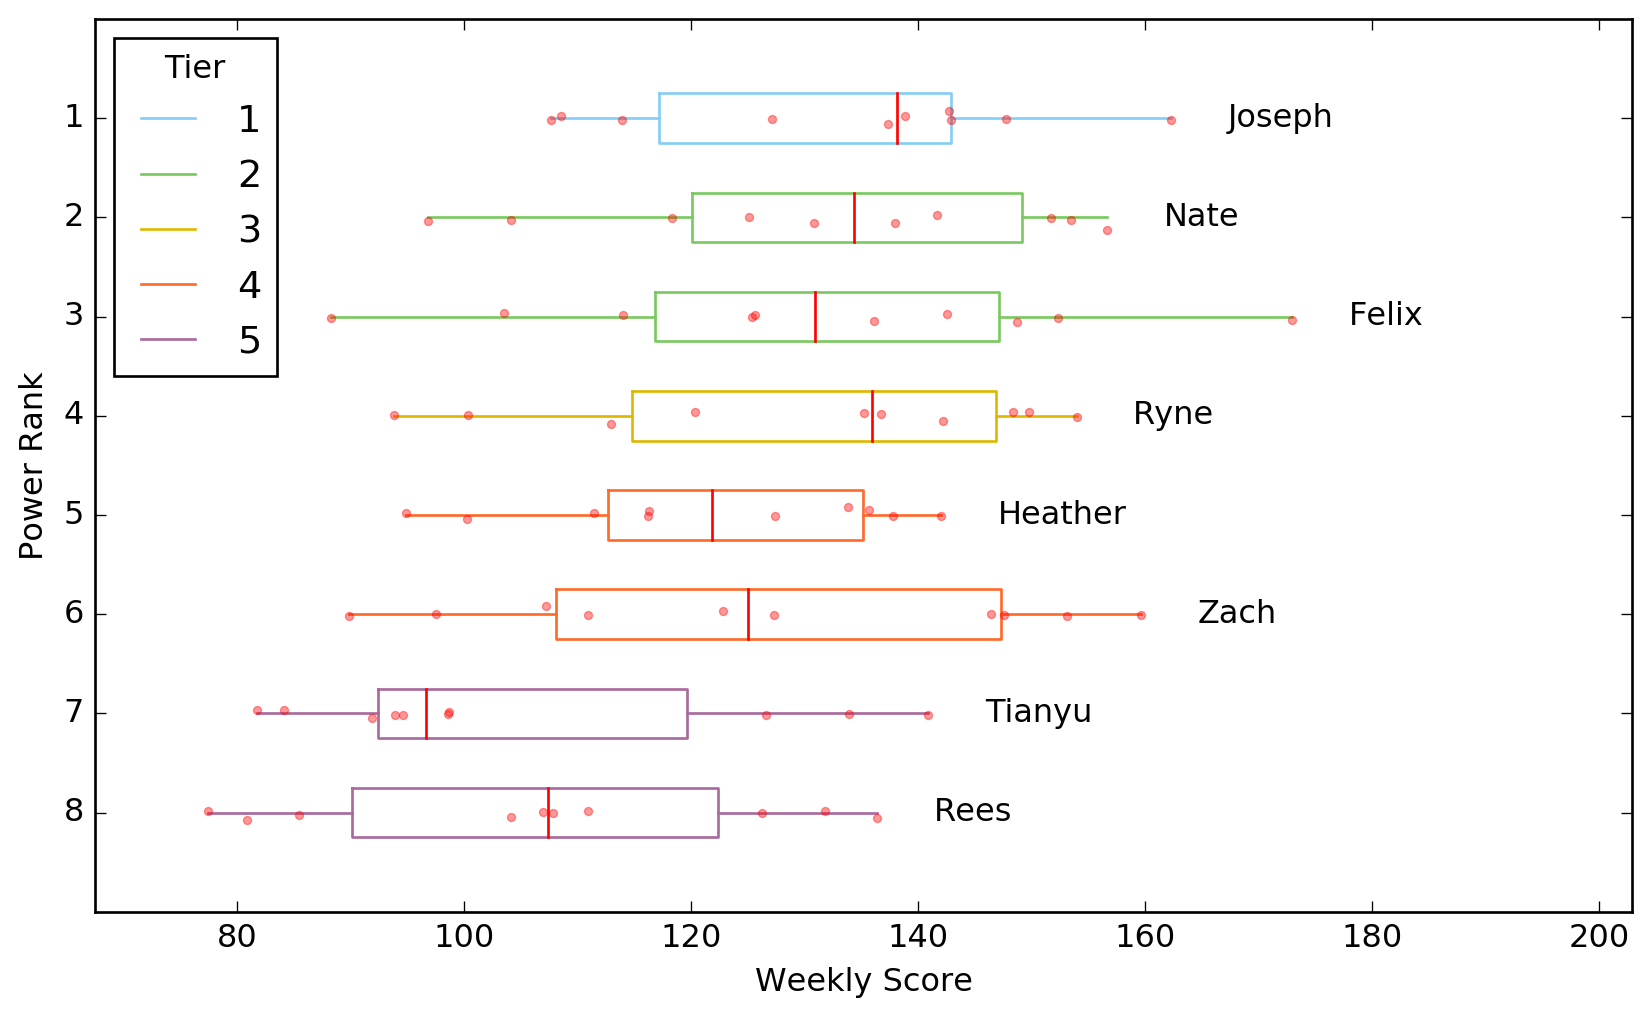 Tier
1
2
3
4
5
Power Rank
1 Joseph
2 Nate
3 Felix
4 Ryne
5 Heather
6 Zach
7 Tianyu
8 Rees
80 100 120 140 160 180 200
Weekly Score